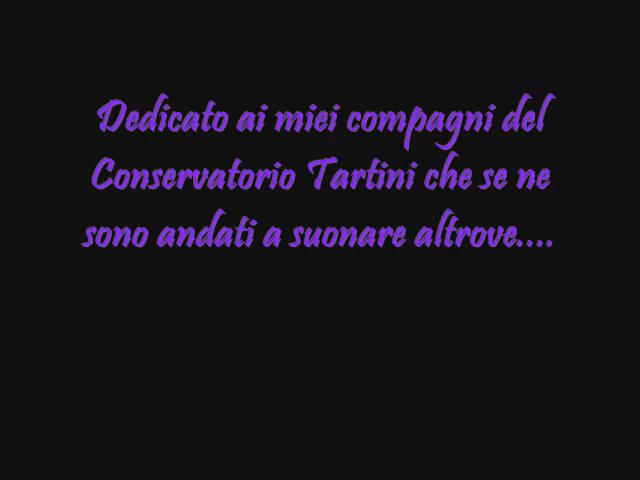 Dedicato ai miei compagni del
Conservatorio Tartini che se ne
sono andati a suonare altrove....